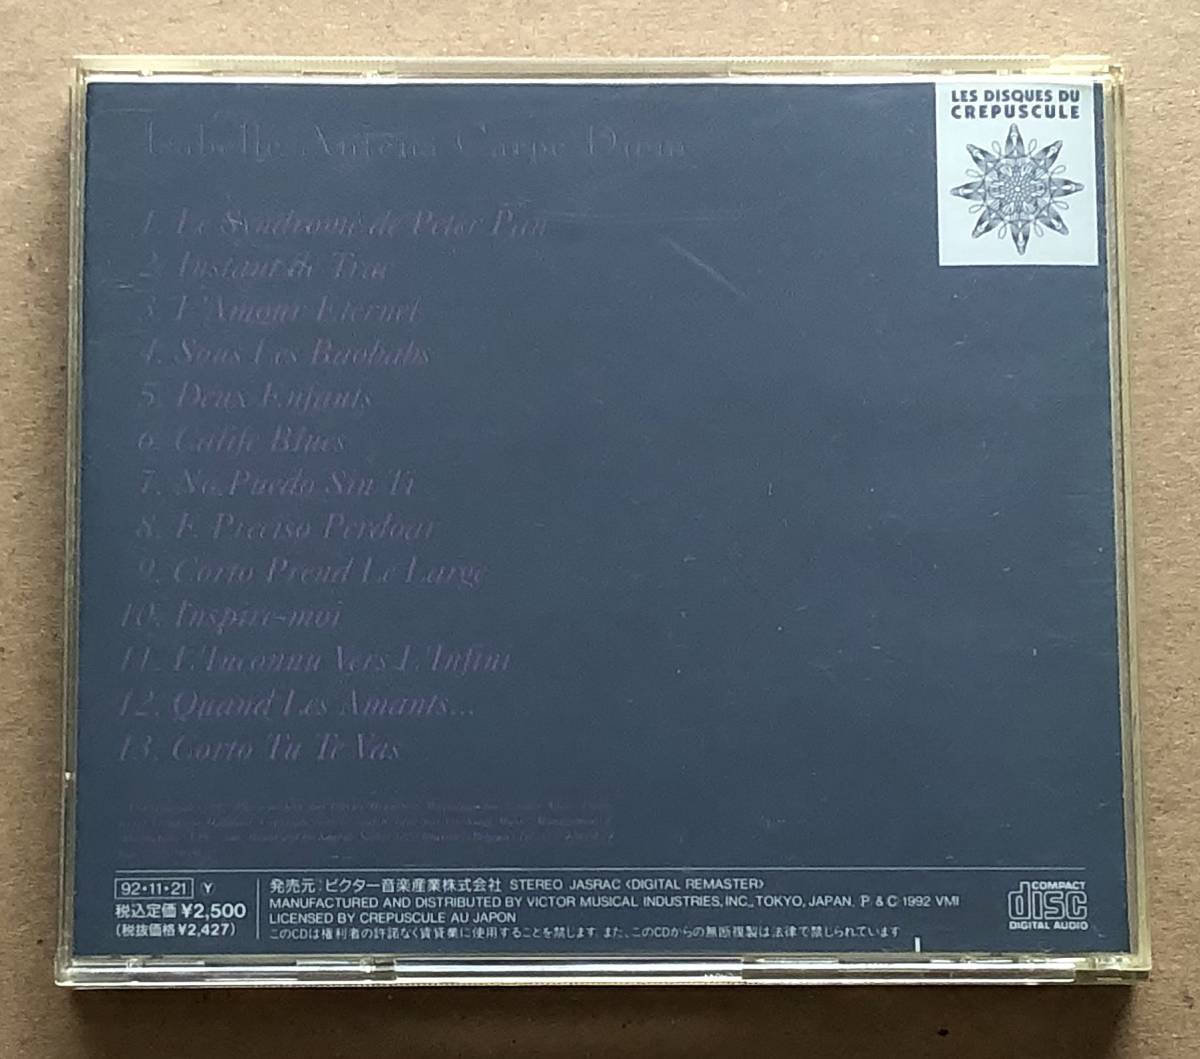 LES DISQUES DU
CREPUSCULE
Isabelle Antena Carpe Diem
1. Le Syndrome de Peter Pan
2. Instant de Trac
3. L'Amour Eternel
4. Sous Les Baobabs
5. Deux Enfants
6. Calife Blues
7. No Puedo Sin Ti
8. E Preciso Perdoar
9. Corto Prend Le Large
10. Inspire-moi
11. L'Inconnu Vers L'Infini
12. Quand Les Amants...
13. Corto Tu Te Vas
92・11・21 Y
税込定価 ¥2,500
(税抜価格 ¥2,427)
発売元：ビクター音楽産業株式会社 STEREO JASRAC <DIGITAL REMASTER>
MANUFACTURED AND DISTRIBUTED BY VICTOR MUSICAL INDUSTRIES, INC., TOKYO, JAPAN. P & C 1992 VMI
LICENSED BY CREPUSCULE AU JAPON
このCDは権利者の許諾なく賃貸業に使用することを禁じます. また、このCDからの無断複製は法律で禁じられています
COMPACT
disc
DIGITAL AUDIO